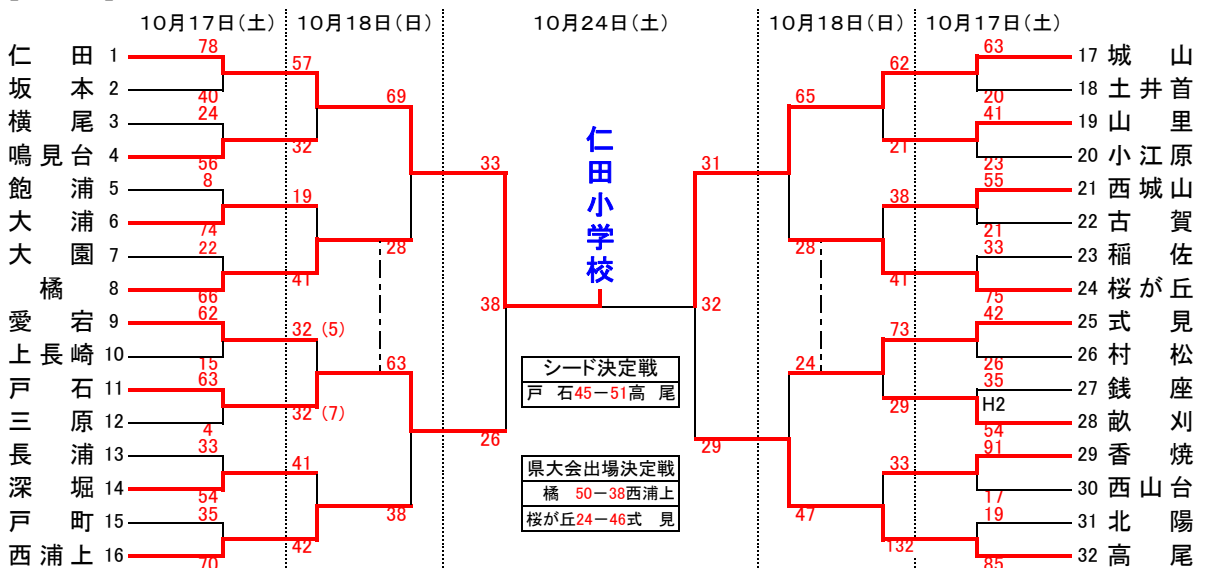 10月17日(土) 10月18日(日) 10月24日(土) 10月18日(日) 10月17日(土)
仁田 1 78 57 62 63 17 城山
坂本 2 40 69 65 20 18 土井首
横尾 3 24 41 19 山里
鳴見台 4 56 32 21 23 20 小江原
飽浦 5 8 33 31 55 21 西城山
大浦 6 74 19 38 21 22 古賀
大園 7 22 28 28 33 23 稲佐
橘 8 66 41 41 75 24 桜が丘
仁田小学校
38 32
愛宕 9 62 32 (5) 73 42 25 式見
上長崎 10 15 63 24 26 26 村松
戸石 11 63 35 27 銭座
三原 12 4 32 (7) 29 H2 54 28 畝刈
長浦 13 33 26 29 91 29 香焼
深堀 14 54 41 33 17 30 西山台
戸町 15 35 38 47 19 31 北陽
西浦上 16 70 42 132 85 32 高尾
シード決定戦
戸石45-51高尾
県大会出場決定戦
橘 50-38西浦上
桜が丘24-46式見